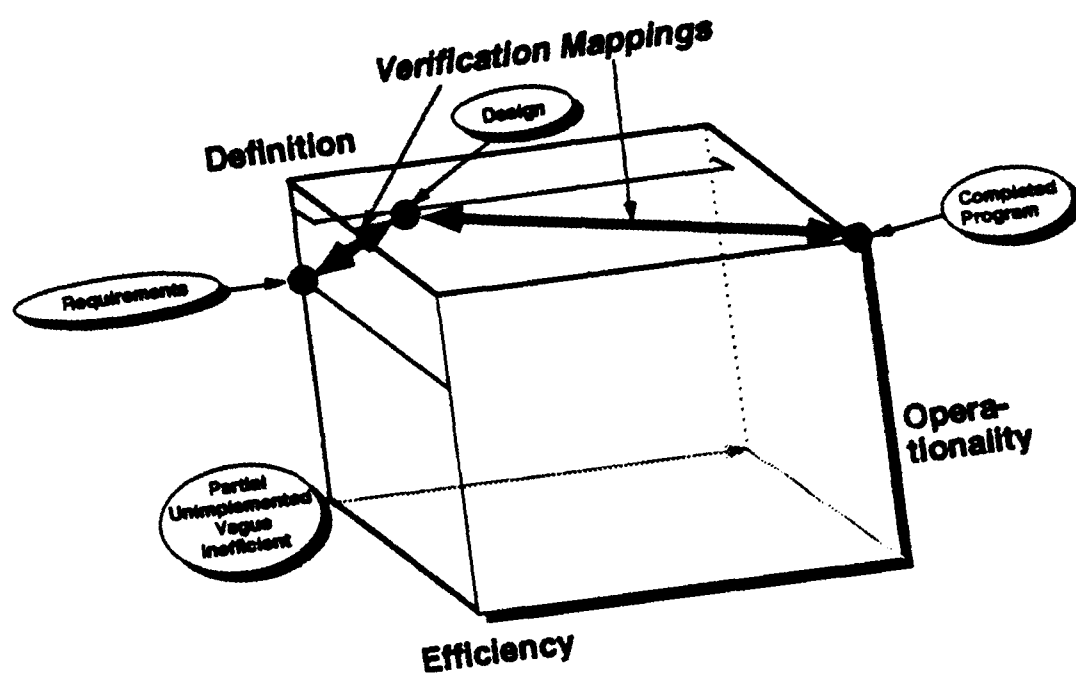 Verification Mappings
Design
Definition
Completed
Program
Requirements
Opera-
tionality
Partial
Unimplemented
Vague
Inefficient
Efficiency